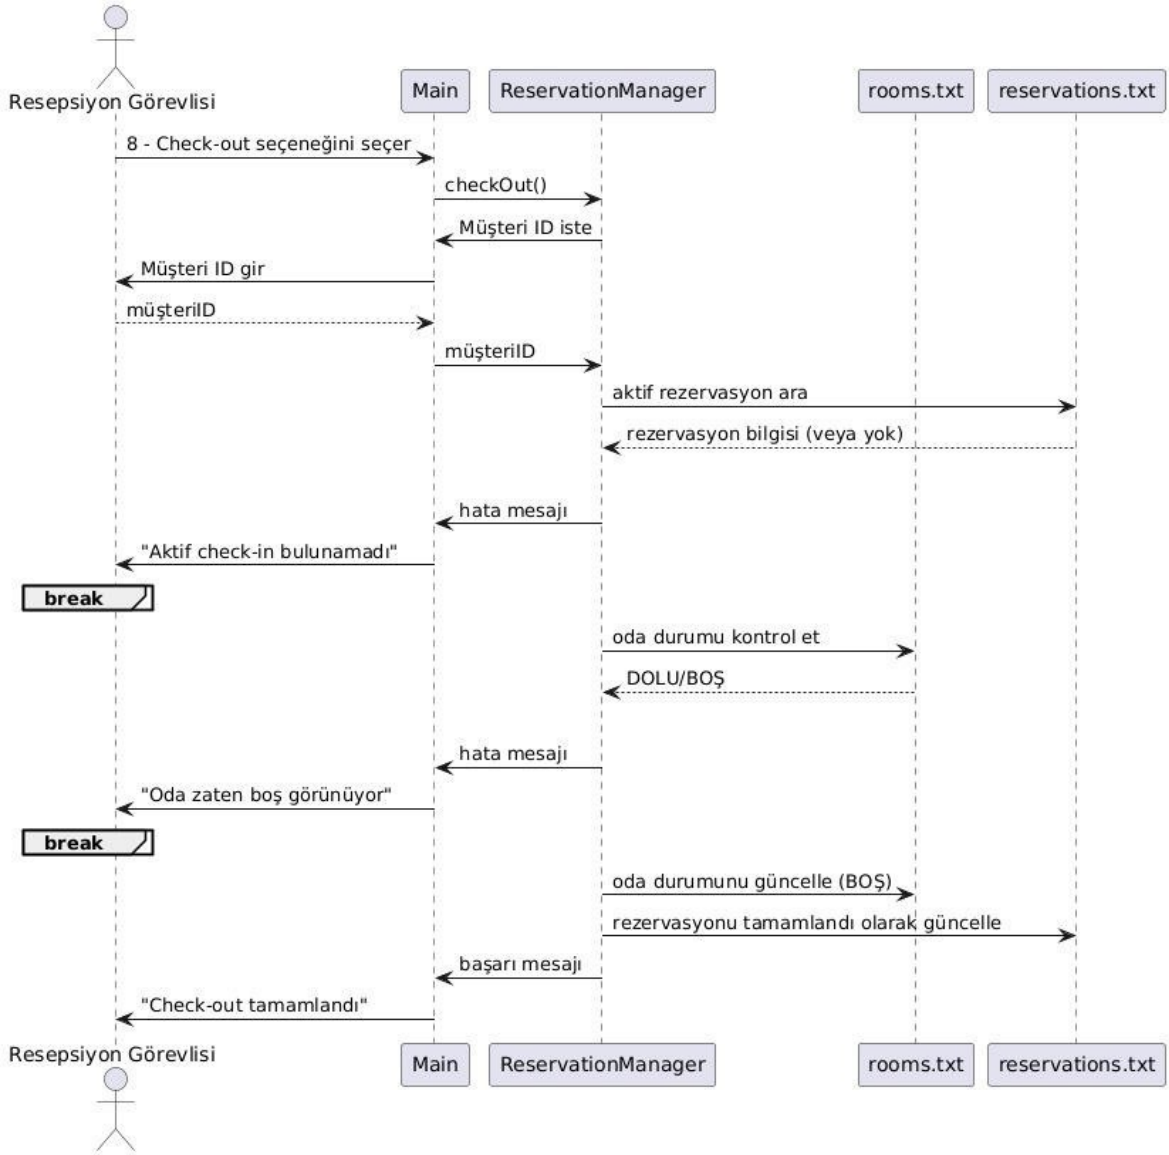 Resepsiyon Görevlisi
Main
ReservationManager
rooms.txt
reservations.txt
8 - Check-out seçeneğini seçer
checkOut()
Müşteri ID iste
Müşteri ID gir
müşteriID
müşteriID
aktif rezervasyon ara
rezervasyon bilgisi (veya yok)
hata mesajı
"Aktif check-in bulunamadı"
break
oda durumu kontrol et
DOLU/BOŞ
hata mesajı
"Oda zaten boş görünüyor"
break
oda durumunu güncelle (BOŞ)
rezervasyonu tamamlandı olarak güncelle
başarı mesajı
"Check-out tamamlandı"
Resepsiyon Görevlisi
Main
ReservationManager
rooms.txt
reservations.txt